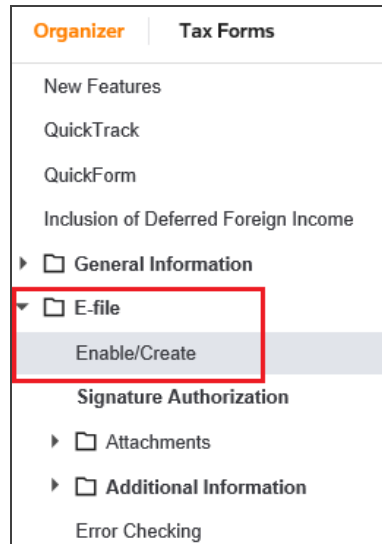 Organizer Tax Forms
New Features
QuickTrack
QuickForm
Inclusion of Deferred Foreign Income
General Information
E-file
Enable/Create
Signature Authorization
Attachments
Additional Information
Error Checking